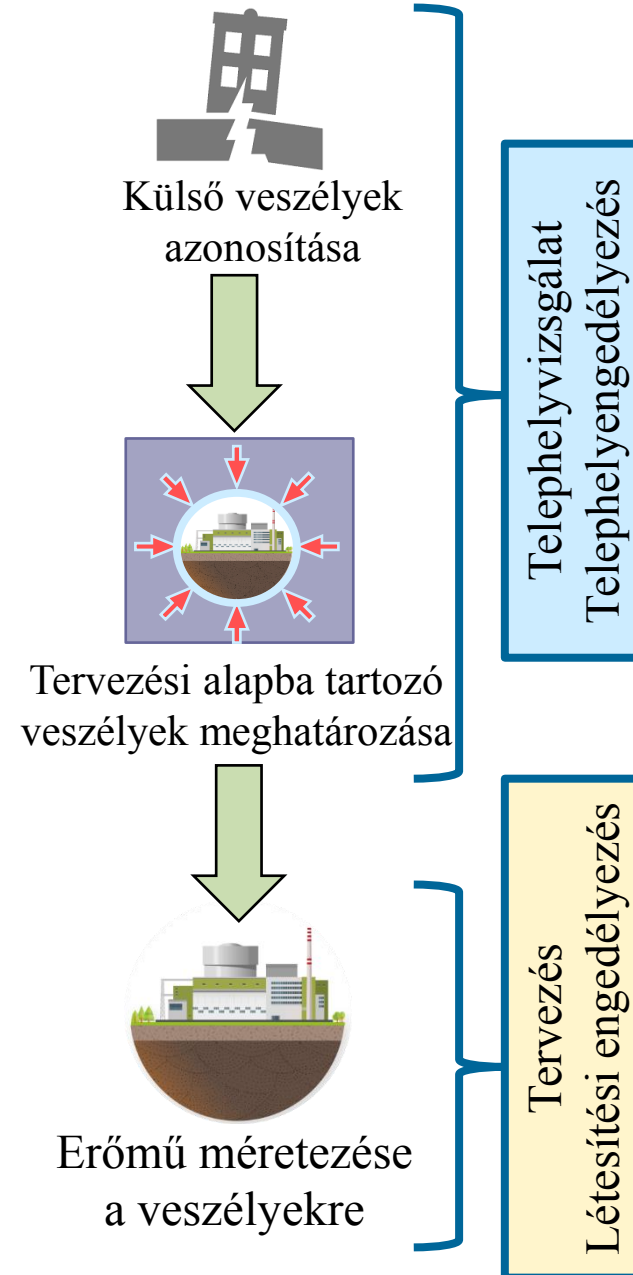 Külső veszélyek
azonosítása
Tervezési alapba tartozó
veszélyek meghatározása
Telephelyvizsgálat
Telephelyengedélyezés
Erőmű méretezése
a veszélyekre
Tervezés
Létesítési engedélyezés